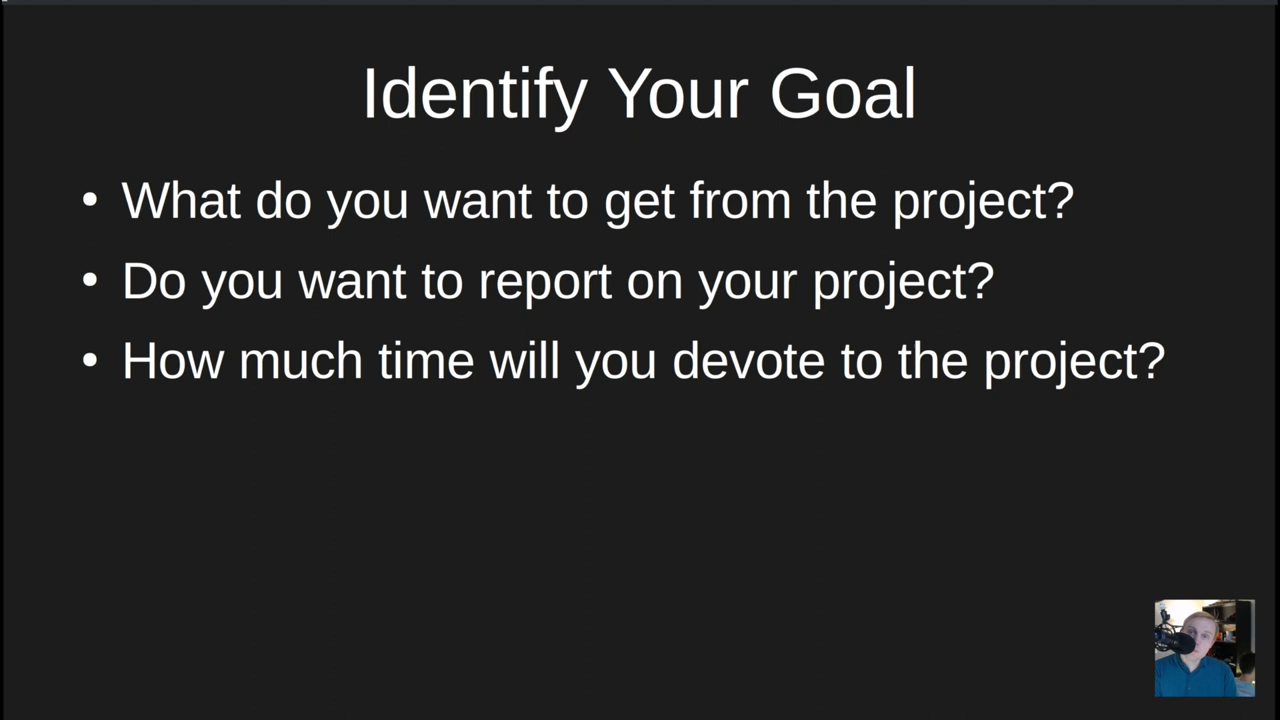 Identify Your Goal
• What do you want to get from the project?
• Do you want to report on your project?
• How much time will you devote to the project?